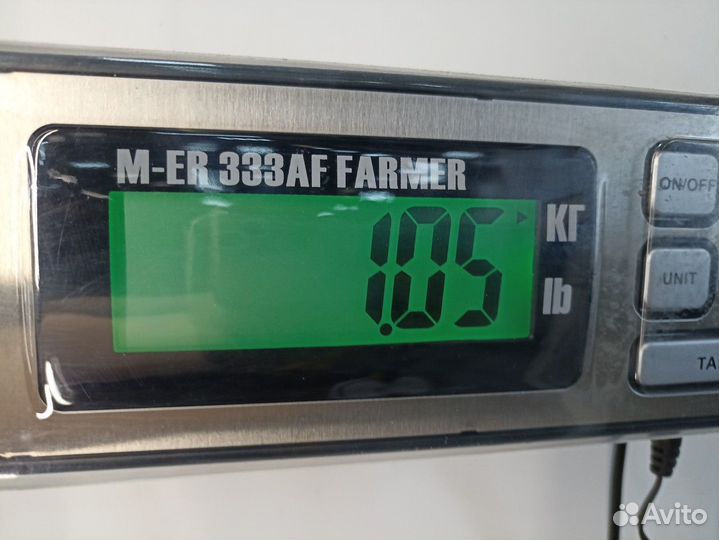 M-ER 333AF FARMER
1.05
КГ
lb
ON/OFF
UNIT
TA
Avito